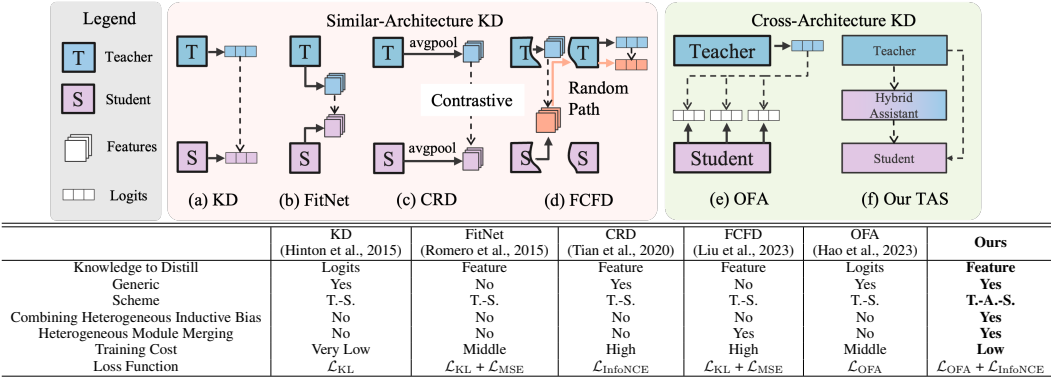 Legend
T Teacher
S Student
Features
Logits
Similar-Architecture KD
T
S
(a) KD
T
S
(b) FitNet
T avgpool
Contrastive
S avgpool
(c) CRD
T T
Random
Path
S S
(d) FCFD
Cross-Architecture KD
Teacher
Student
(e) OFA
Teacher
Hybrid
Assistant
Student
(f) Our TAS
KD FitNet CRD FCFD OFA Ours
(Hinton et al., 2015) (Romero et al., 2015) (Tian et al., 2020) (Liu et al., 2023) (Hao et al., 2023)
Knowledge to Distill Logits Feature Feature Feature Logits Feature
Generic Yes No Yes No Yes Yes
Scheme T.-S. T.-S. T.-S. T.-S. T.-S. T.-A.-S.
Combining Heterogeneous Inductive Bias No No No No No Yes
Heterogeneous Module Merging No No No Yes No Yes
Training Cost Very Low Middle High High Middle Low
Loss Function ℒKL ℒKL + ℒMSE ℒInfoNCE ℒKL + ℒMSE ℒOFA ℒOFA + ℒInfoNCE